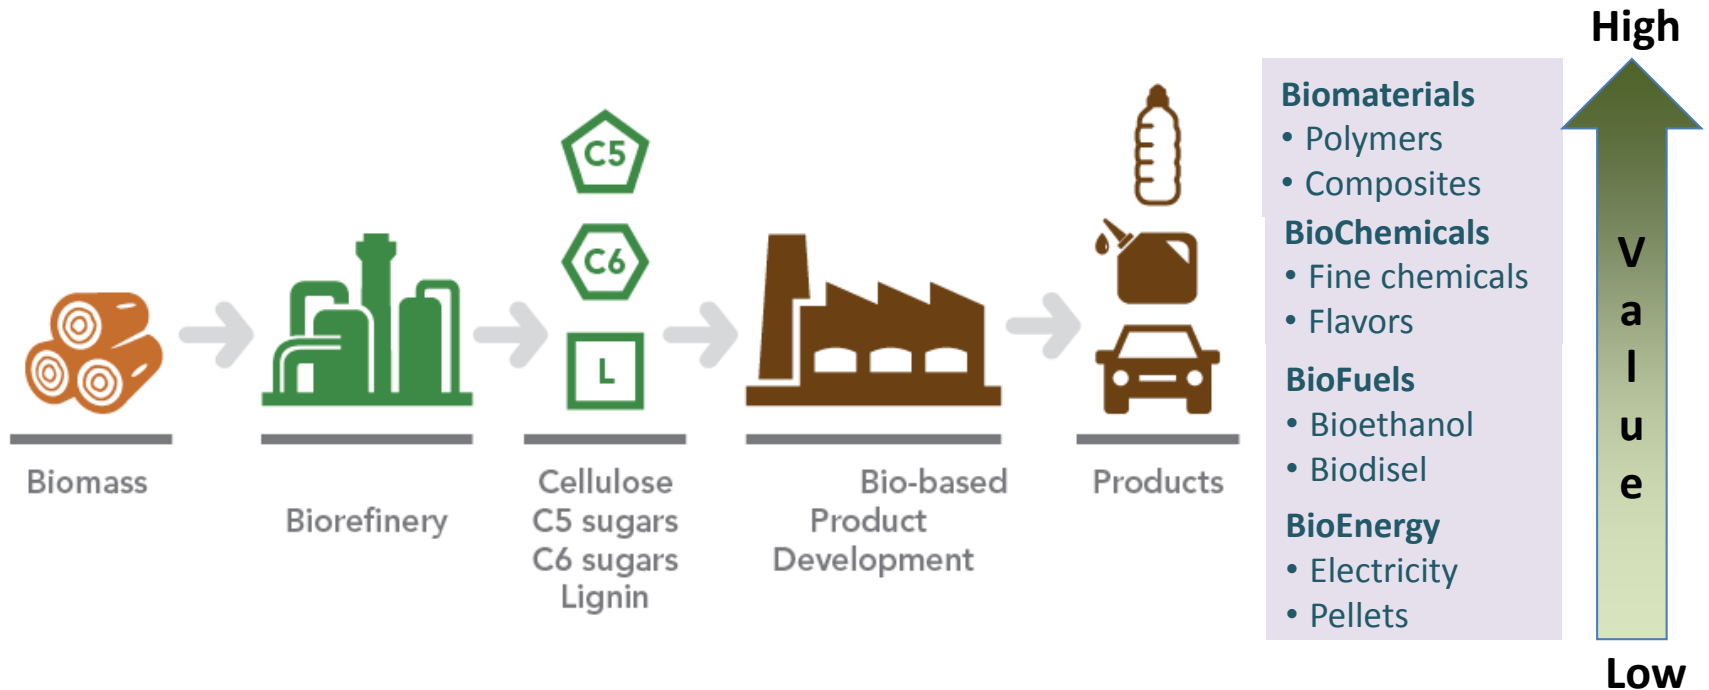 C5
C6
L
Biomass
Biorefinery
Cellulose
C5 sugars
C6 sugars
Lignin
Bio-based
Product
Development
Products
Biomaterials
• Polymers
• Composites
BioChemicals
• Fine chemicals
• Flavors
BioFuels
• Bioethanol
• Biodisel
BioEnergy
• Electricity
• Pellets
High
V
a
l
u
e
Low